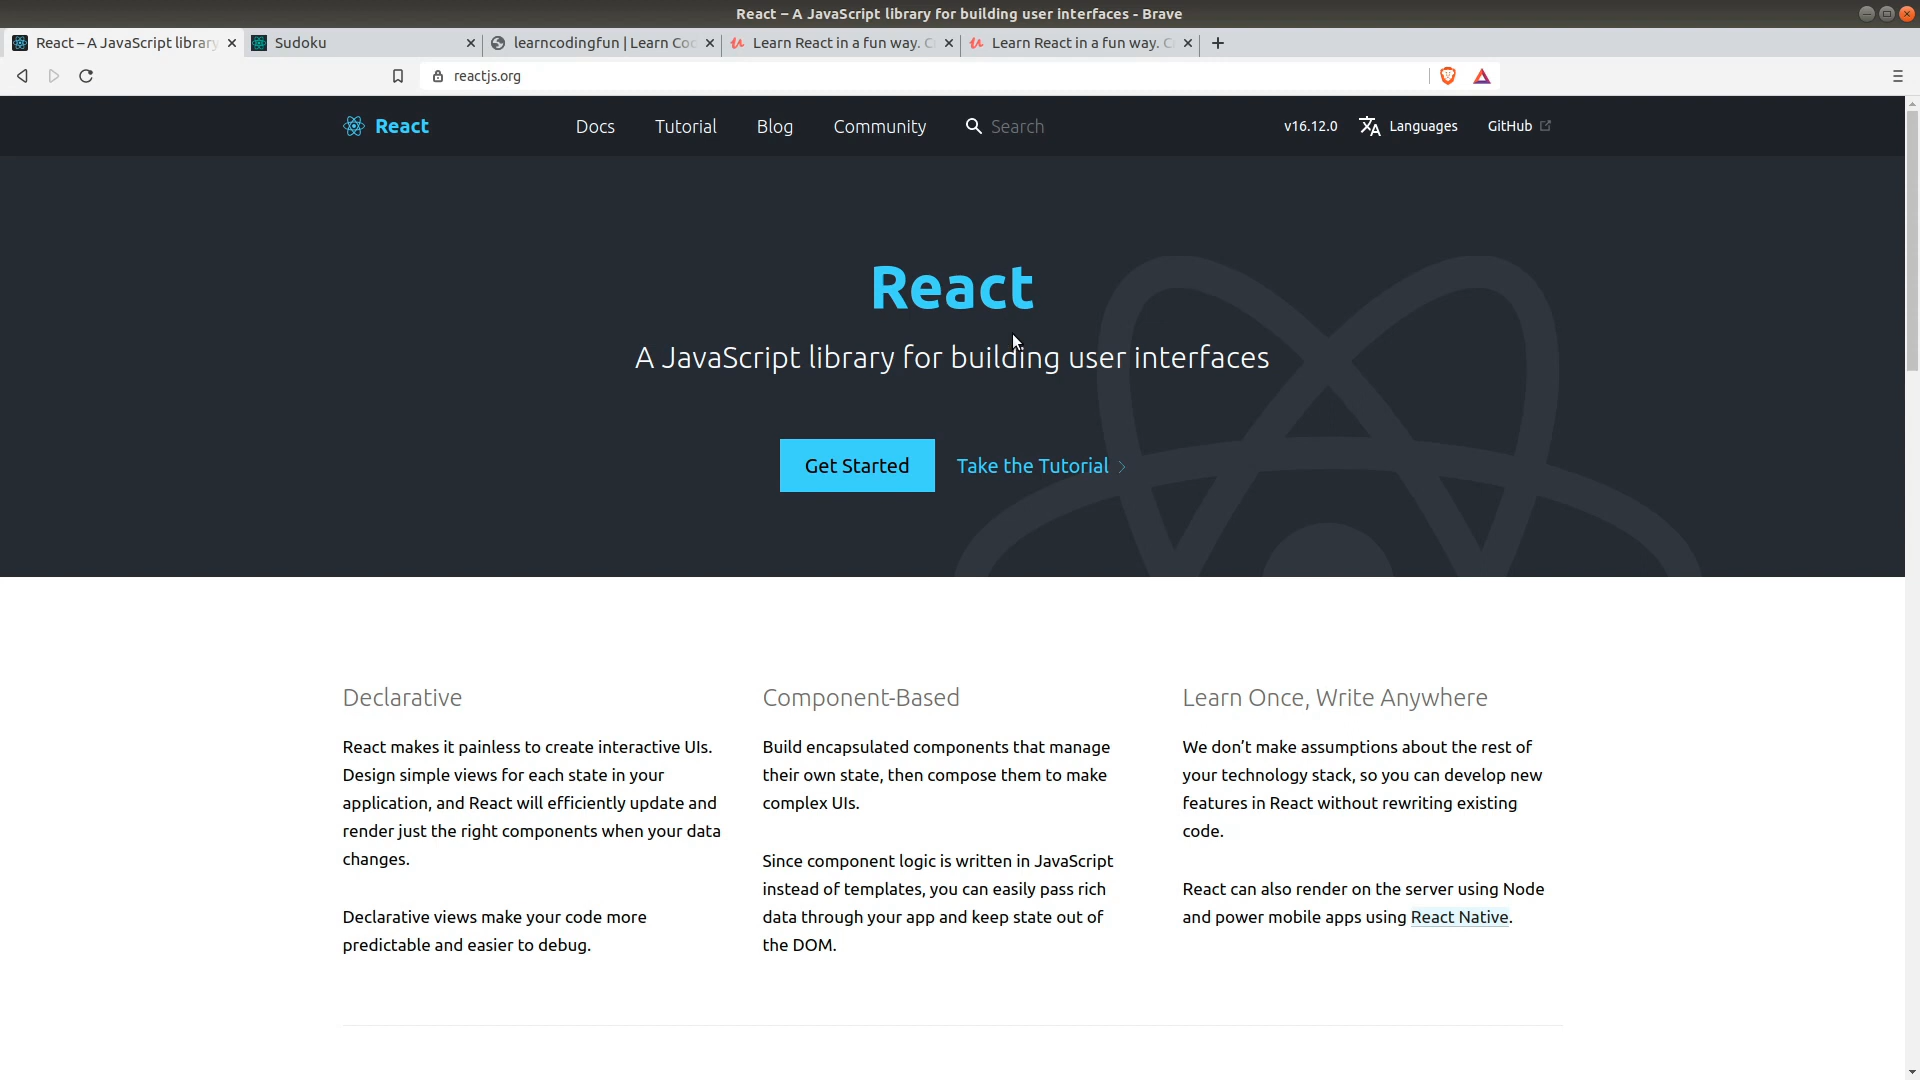 React – A JavaScript library for building user interfaces - Brave
React – A JavaScript library
Sudoku
learncodingfun | Learn Coc
Learn React in a fun way. C
Learn React in a fun way. C
reactjs.org
React
Docs
Tutorial
Blog
Community
Search
v16.12.0
Languages
GitHub
React
A JavaScript library for building user interfaces
Get Started
Take the Tutorial
Declarative
React makes it painless to create interactive UIs.
Design simple views for each state in your
application, and React will efficiently update and
render just the right components when your data
changes.
Declarative views make your code more
predictable and easier to debug.
Component-Based
Build encapsulated components that manage
their own state, then compose them to make
complex UIs.
Since component logic is written in JavaScript
instead of templates, you can easily pass rich
data through your app and keep state out of
the DOM.
Learn Once, Write Anywhere
We don’t make assumptions about the rest of
your technology stack, so you can develop new
features in React without rewriting existing
code.
React can also render on the server using Node
and power mobile apps using React Native.